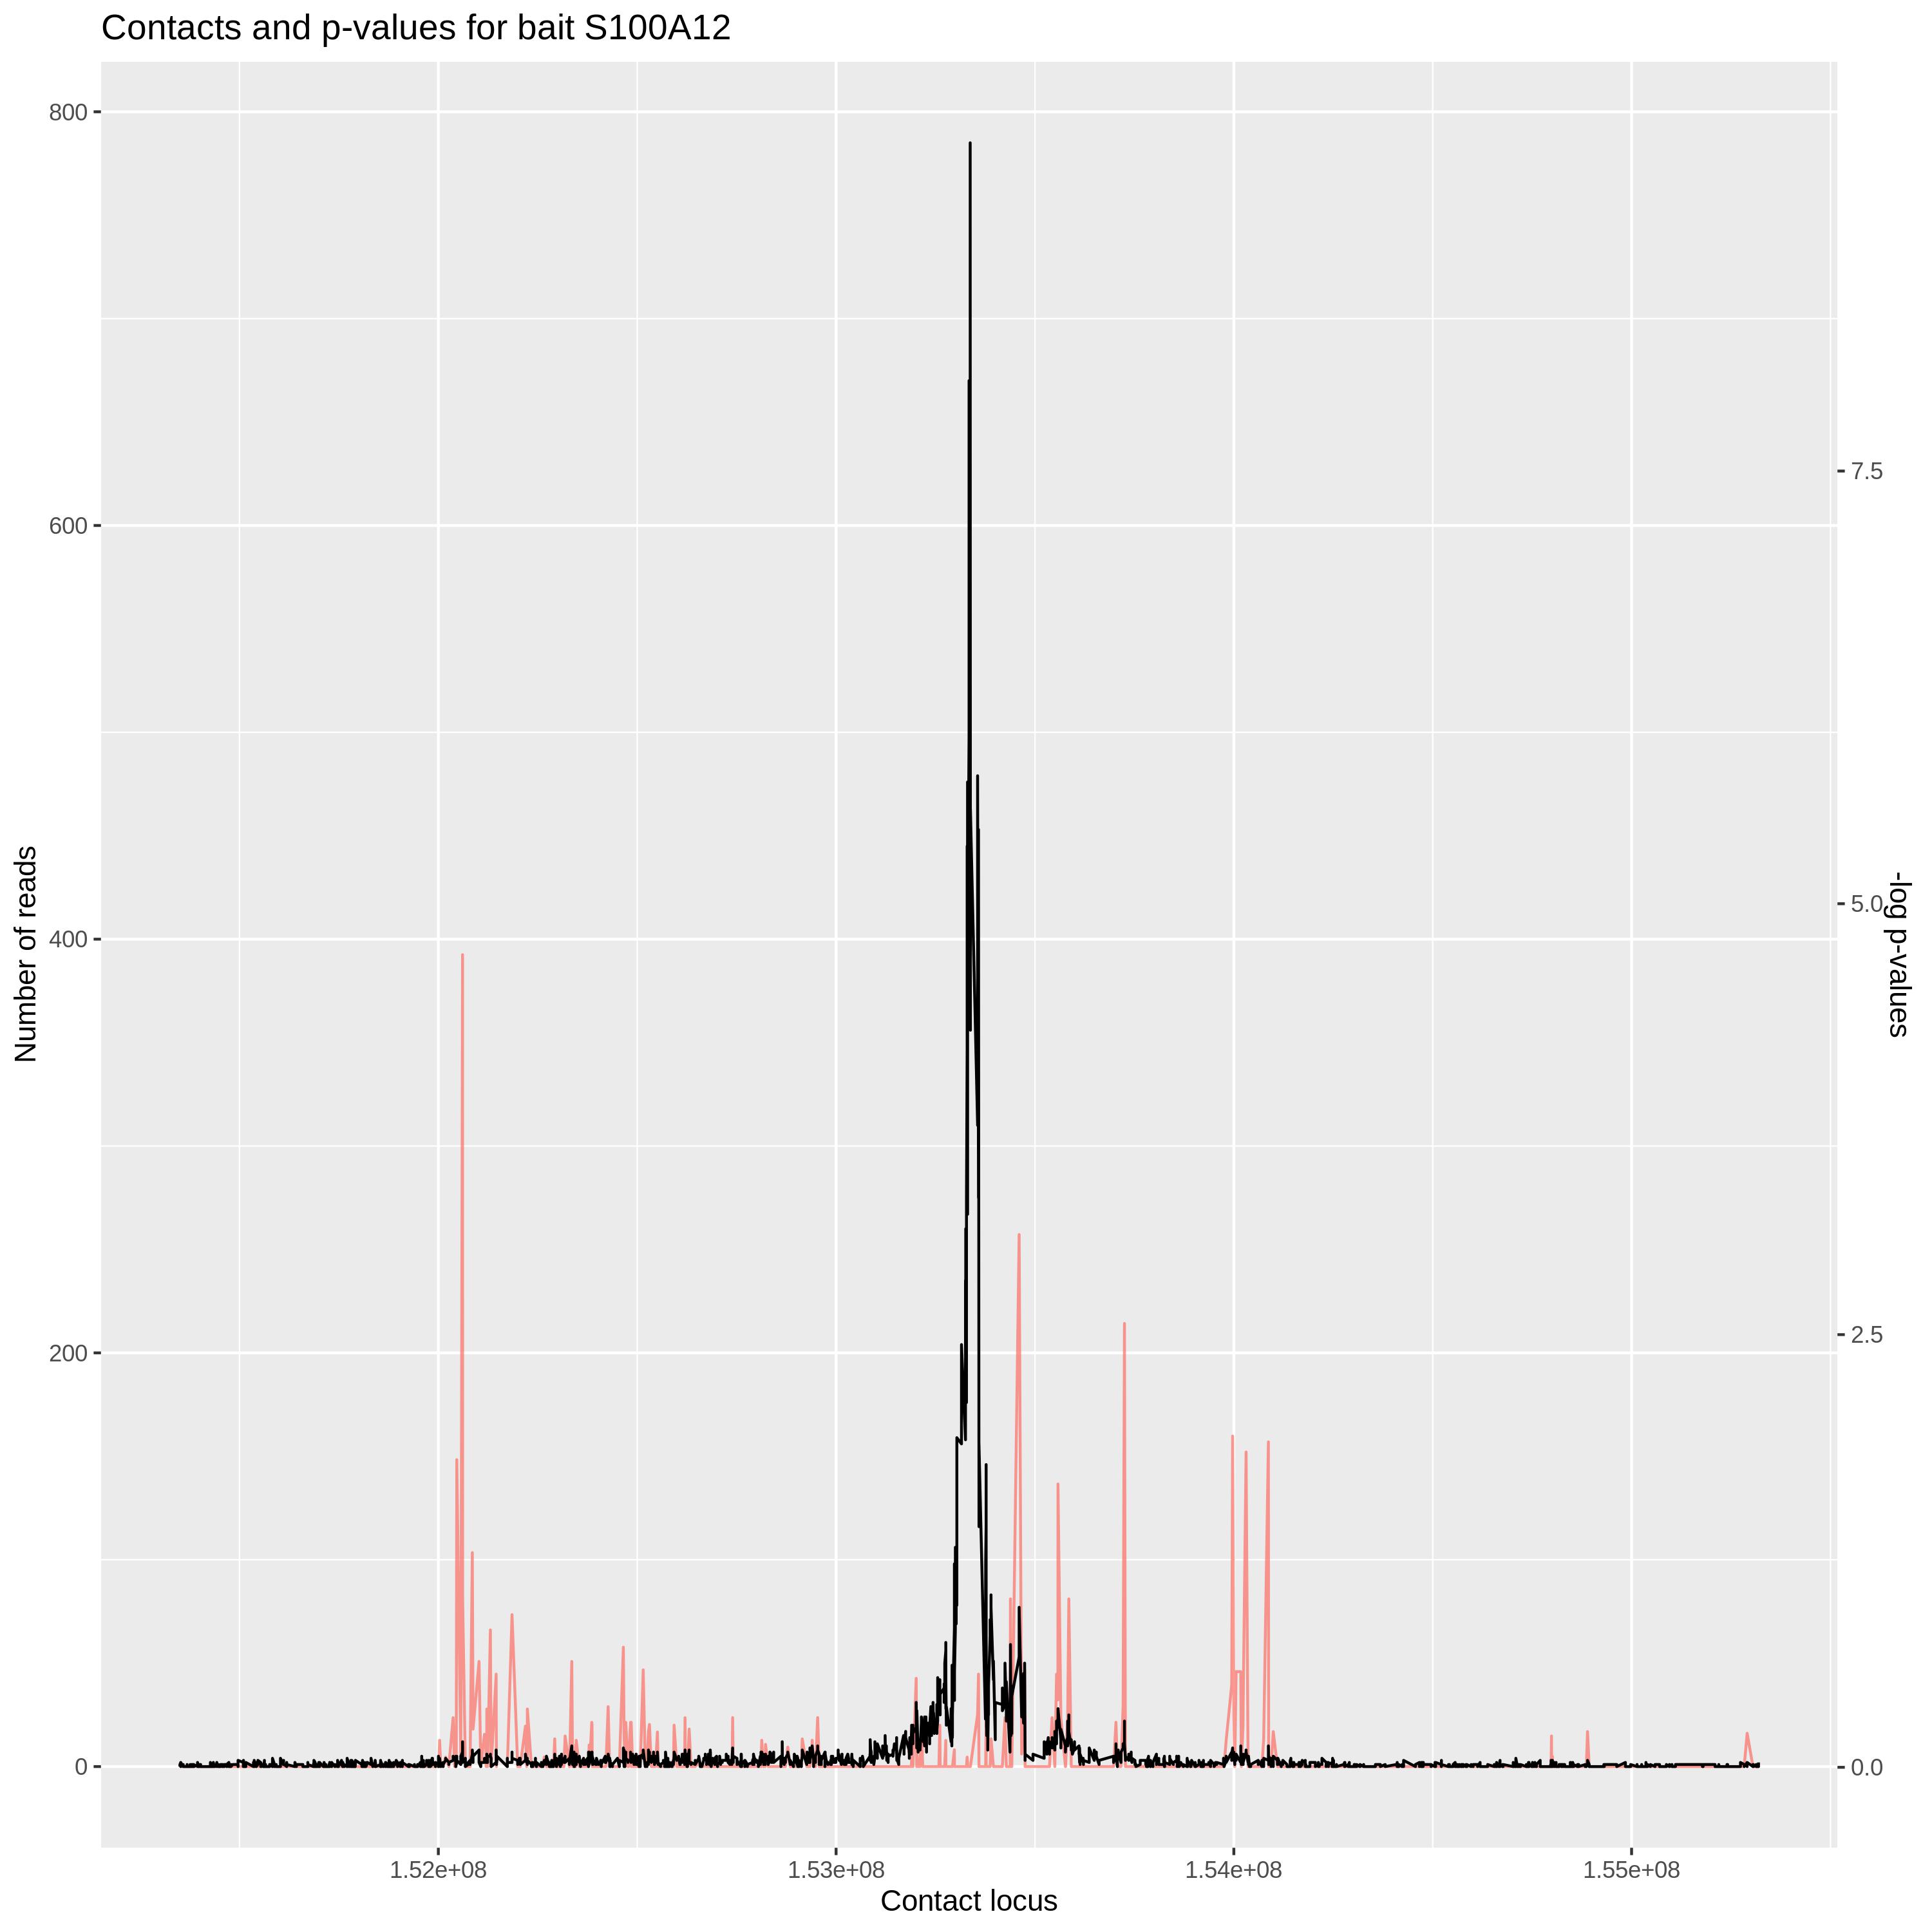 Contacts and p-values for bait S100A12
800
600
400
200
0
Number of reads
7.5
5.0
2.5
0.0
-log p-values
1.52e+08
1.53e+08
1.54e+08
1.55e+08
Contact locus